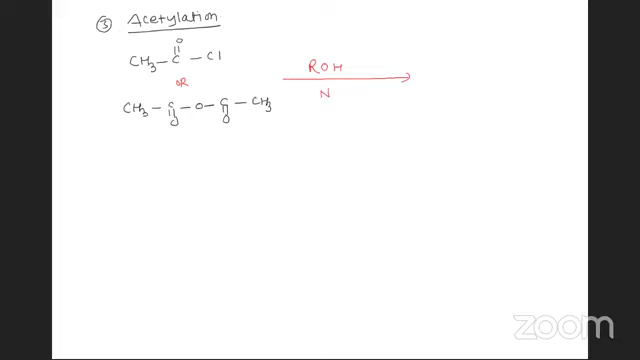 ③ Acetylation
O
CH3 – C – Cl
OR
CH3 – C – O – C – CH3
O O
ROH
N
zoom